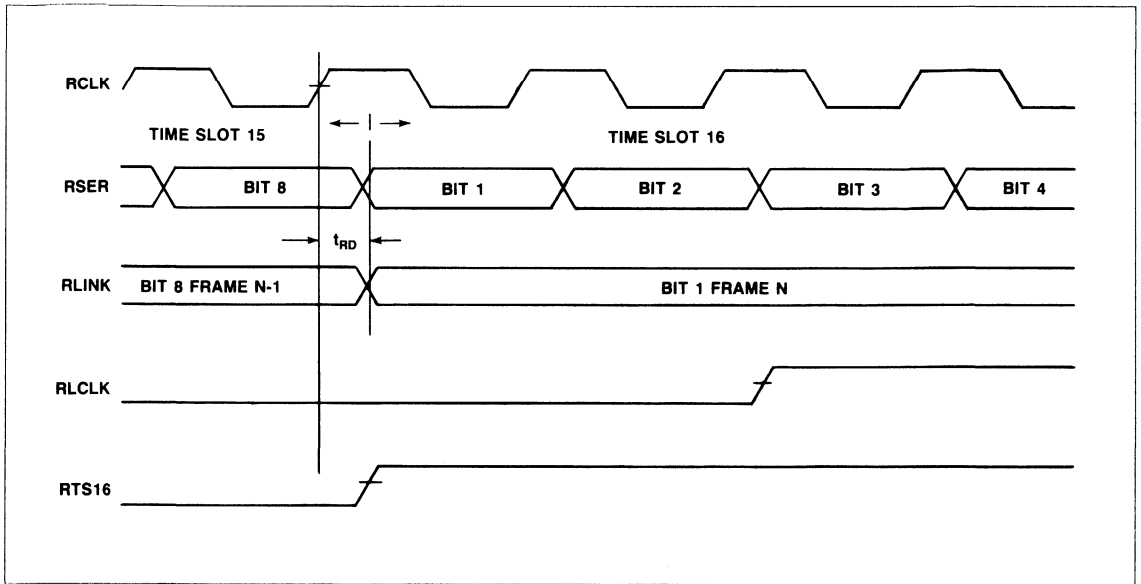 RCLK
TIME SLOT 15
TIME SLOT 16
RSER
BIT 8
BIT 1
BIT 2
BIT 3
BIT 4
tRD
RLINK
BIT 8 FRAME N-1
BIT 1 FRAME N
RLCLK
RTS16